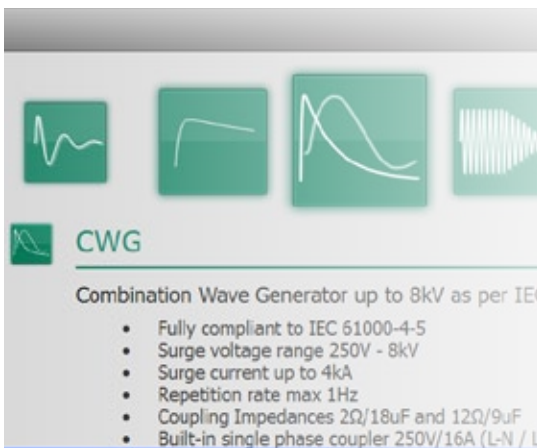 CWG
Combination Wave Generator up to 8kV as per IEC
• Fully compliant to IEC 61000-4-5
• Surge voltage range 250V - 8kV
• Surge current up to 4kA
• Repetition rate max 1Hz
• Coupling Impedances 2Ω/18uF and 12Ω/9uF
• Built-in single phase coupler 250V/16A (L-N / L